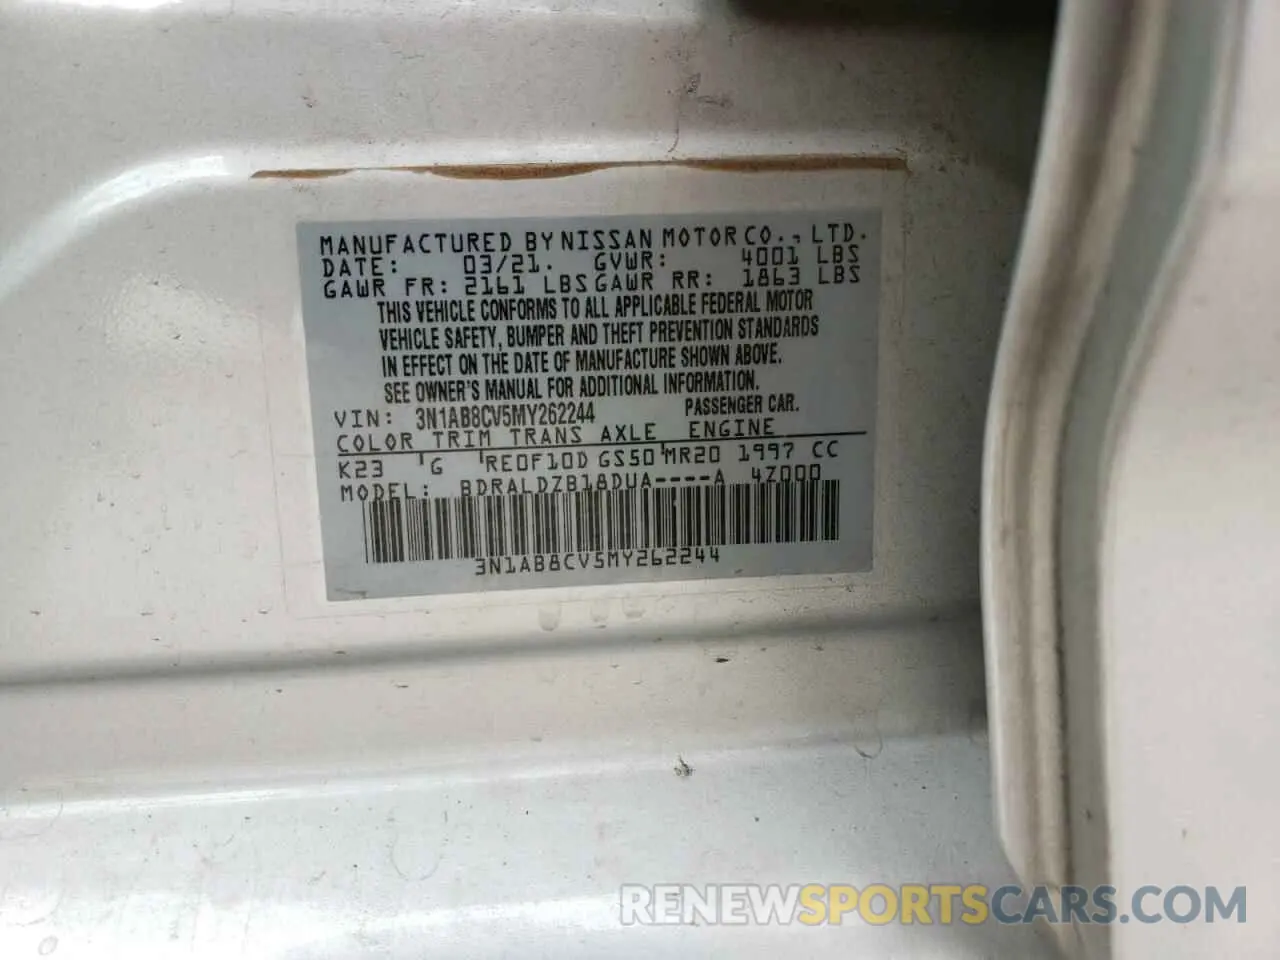 MANUFACTURED BY NISSAN MOTOR CO., LTD.
DATE: 03/21. GVWR: 4001 LBS
GAWR FR: 2161 LBS GAWR RR: 1863 LBS
THIS VEHICLE CONFORMS TO ALL APPLICABLE FEDERAL MOTOR
VEHICLE SAFETY, BUMPER AND THEFT PREVENTION STANDARDS
IN EFFECT ON THE DATE OF MANUFACTURE SHOWN ABOVE.
SEE OWNER'S MANUAL FOR ADDITIONAL INFORMATION.
VIN: 3N1AB8CV5MY262244 PASSENGER CAR.
COLOR TRIM TRANS AXLE ENGINE
K23 G RE0F10D GS50 MR20 1997 CC
MODEL: BDRALDZB18DUA----A 4Z000
3N1AB8CV5MY262244
RENEWSPORTSCARS.COM